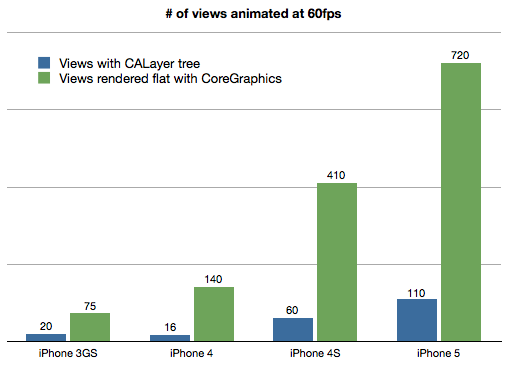 # of views animated at 60fps
Views with CALayer tree
Views rendered flat with CoreGraphics
720
410
140
110
75
60
20
16
iPhone 3GS
iPhone 4
iPhone 4S
iPhone 5